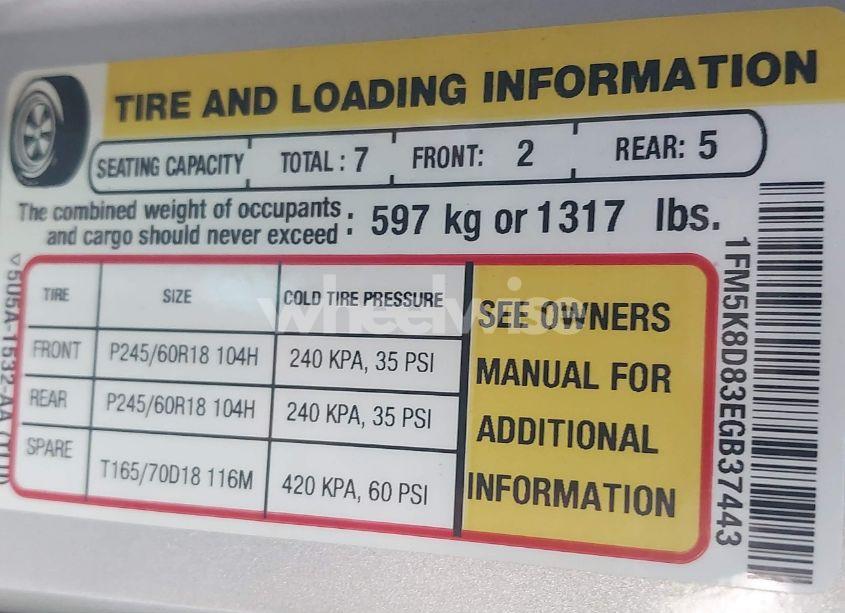 TIRE AND LOADING INFORMATION
SEATING CAPACITY TOTAL : 7 FRONT: 2 REAR: 5
The combined weight of occupants
and cargo should never exceed : 597 kg or 1317 lbs.
TIRE SIZE COLD TIRE PRESSURE
FRONT P245/60R18 104H 240 KPA, 35 PSI
REAR P245/60R18 104H 240 KPA, 35 PSI
SPARE T165/70D18 116M 420 KPA, 60 PSI
SEE OWNERS
MANUAL FOR
ADDITIONAL
INFORMATION
1FM5K8D83EGB37443
wheelwise